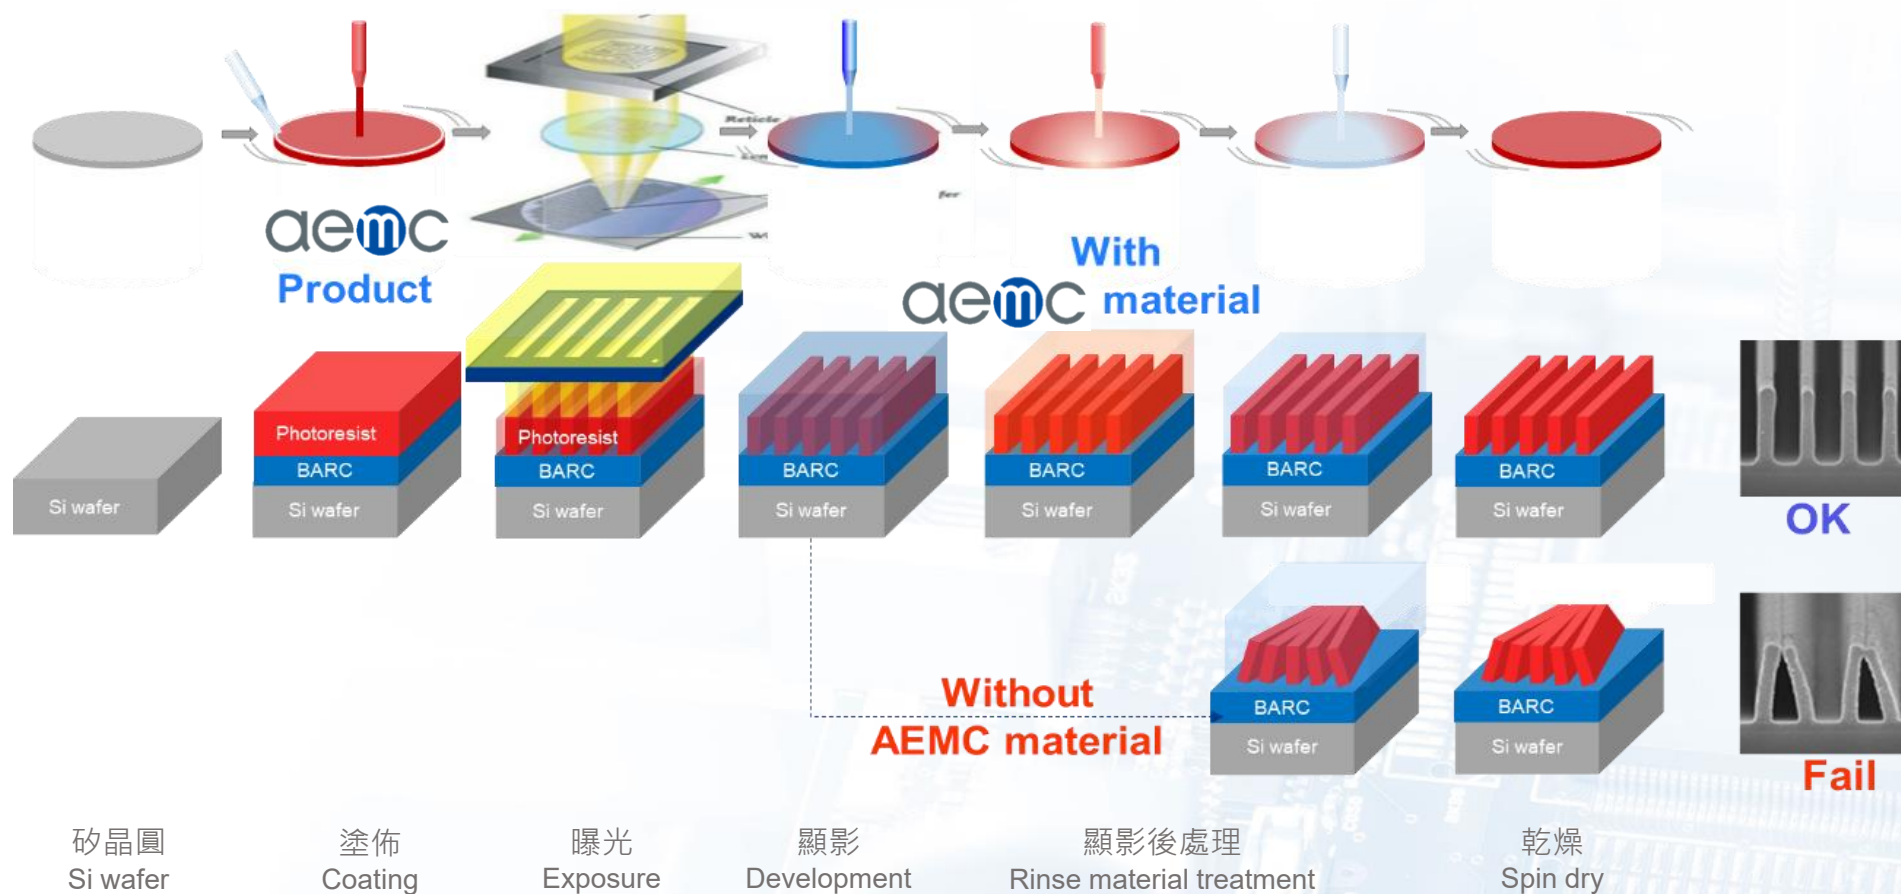 Reticle
aemc
Product
With
aemc material
Photoresist
BARC
Si wafer
Si wafer
Photoresist
BARC
Si wafer
BARC
Si wafer
BARC
Si wafer
BARC
Si wafer
BARC
Si wafer
OK
Without
AEMC material
BARC
Si wafer
BARC
Si wafer
Fail
矽晶圓
Si wafer
塗佈
Coating
曝光
Exposure
顯影
Development
顯影後處理
Rinse material treatment
乾燥
Spin dry